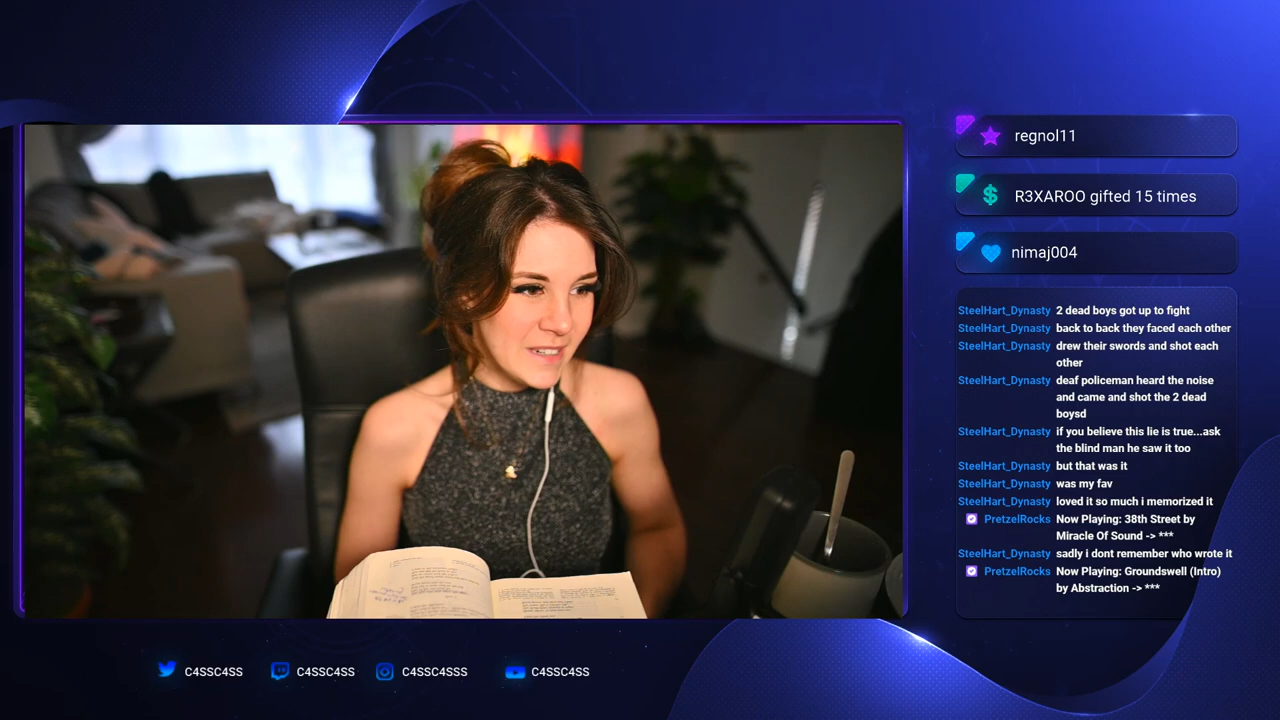 regnol11
R3XAROO gifted 15 times
nimaj004
SteelHart_Dynasty 2 dead boys got up to fight
SteelHart_Dynasty back to back they faced each other
SteelHart_Dynasty drew their swords and shot each
other
SteelHart_Dynasty deaf policeman heard the noise
and came and shot the 2 dead
boysd
SteelHart_Dynasty if you believe this lie is true...ask
the blind man he saw it too
SteelHart_Dynasty but that was it
SteelHart_Dynasty was my fav
SteelHart_Dynasty loved it so much i memorized it
PretzelRocks Now Playing: 38th Street by
Miracle Of Sound -> ***
SteelHart_Dynasty sadly i dont remember who wrote it
PretzelRocks Now Playing: Groundswell (Intro)
by Abstraction -> ***
C4SSC4SS C4SSC4SS C4SSC4SSS C4SSC4SS